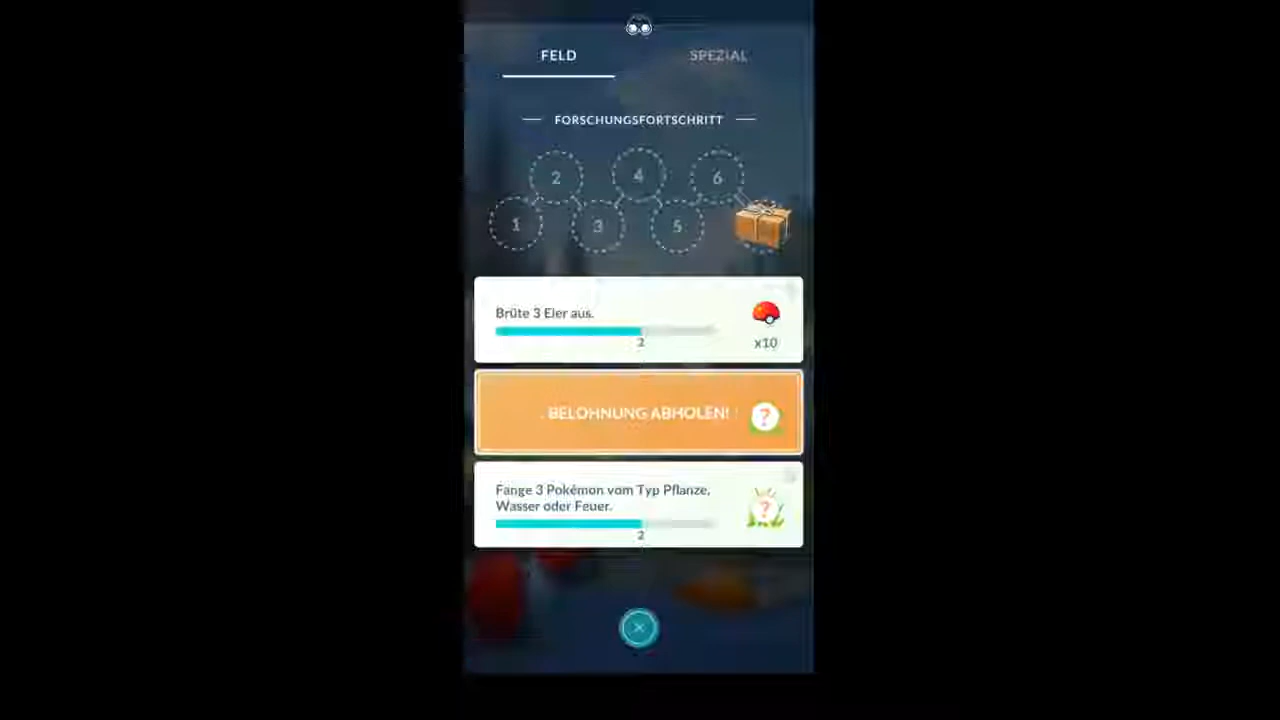 FELD SPEZIAL
FORSCHUNGSFORTSCHRITT
2 4 6
1 3 5
Brüte 3 Eier aus.
2
x10
BELOHNUNG ABHOLEN!
?
Fange 3 Pokémon vom Typ Pflanze,
Wasser oder Feuer.
?
2